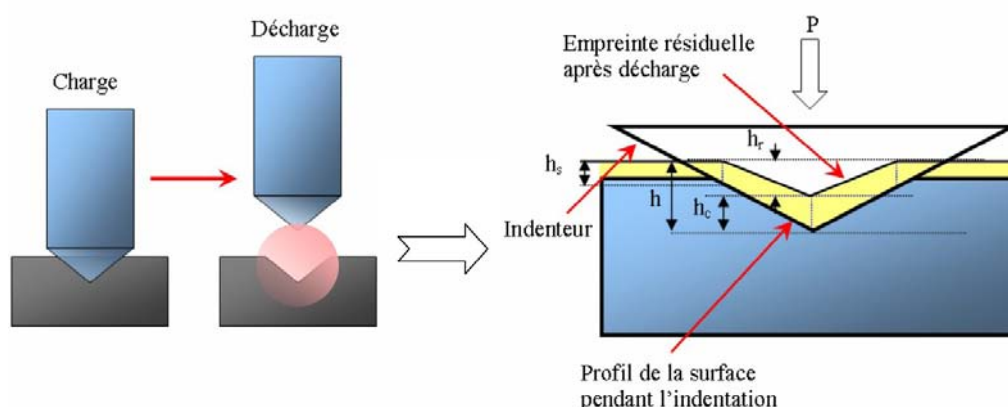 Charge
Décharge
P
Empreinte résiduelle
après décharge
hr
hs
h
hc
Indenteur
Profil de la surface
pendant l'indentation